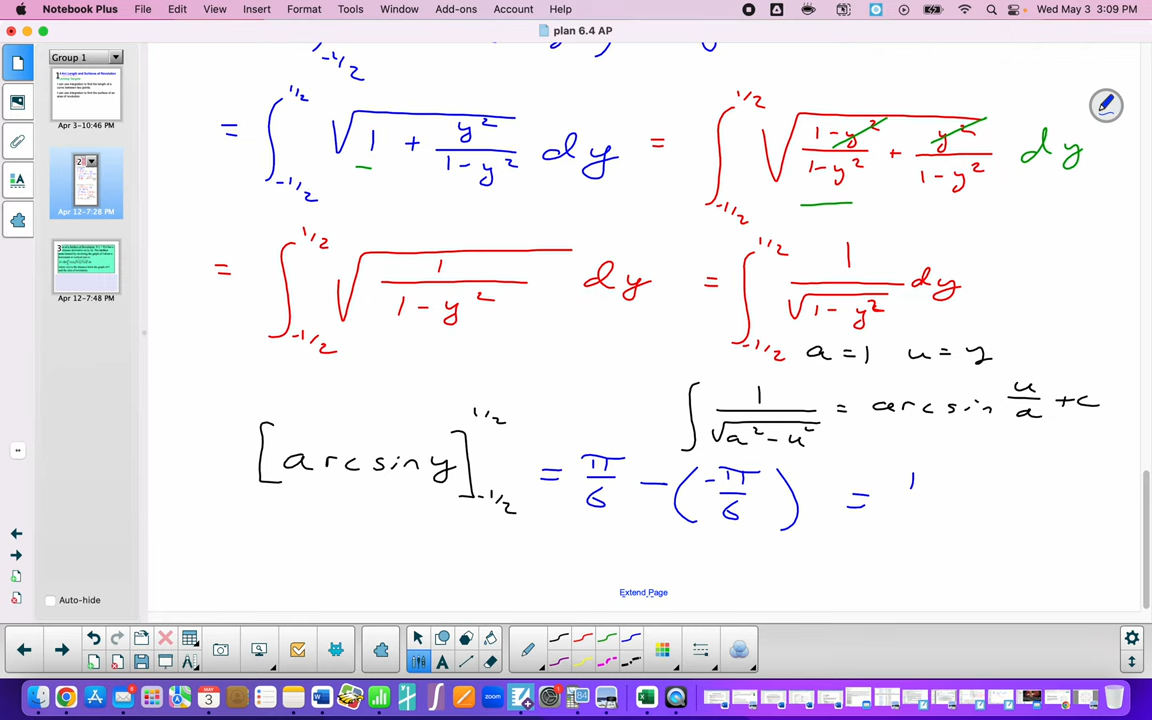 Notebook Plus File Edit View Insert Format Tools Window Add-ons Account Help Wed May 3 3:09 PM
plan 6.4 AP
Group 1
Apr 3-10:46 PM
2
Apr 12-7:28 PM
3
Apr 12-7:48 PM
Auto-hide
-1/2
= ∫_{-1/2}^{1/2} √(1 + y²/(1-y²)) dy = ∫_{-1/2}^{1/2} √((1-y²)/(1-y²) + y²/(1-y²)) dy
= ∫_{-1/2}^{1/2} √(1/(1-y²)) dy = ∫_{-1/2}^{1/2} 1/√(1-y²) dy
a = 1 u = y
∫ 1/√(a²-u²) = arcsin u/a + c
[arcsin y]_{-1/2}^{1/2} = π/6 - (-π/6) =
Extend Page